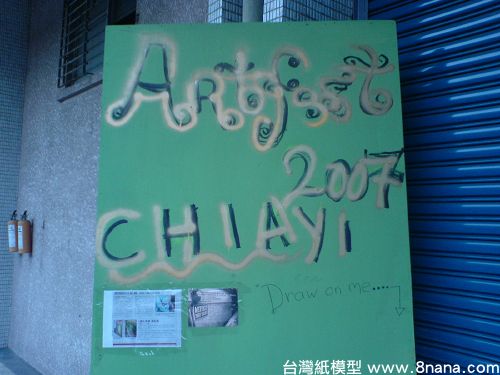 Artfest
2007
CHIAYI
Draw on me....
台灣紙模型 www.8nana.com